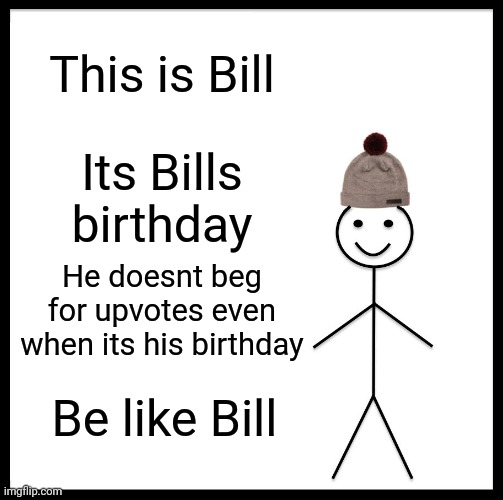 This is Bill
Its Bills
birthday
He doesnt beg
for upvotes even
when its his birthday
Be like Bill
imgflip.com